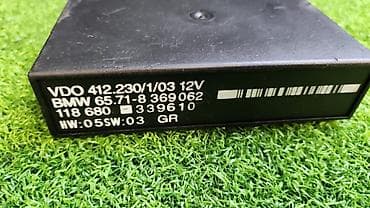 VDO 412.230/1/03 12V
BMW 65.71-8 369062
118 680 339610
HW:05SW:03 GR